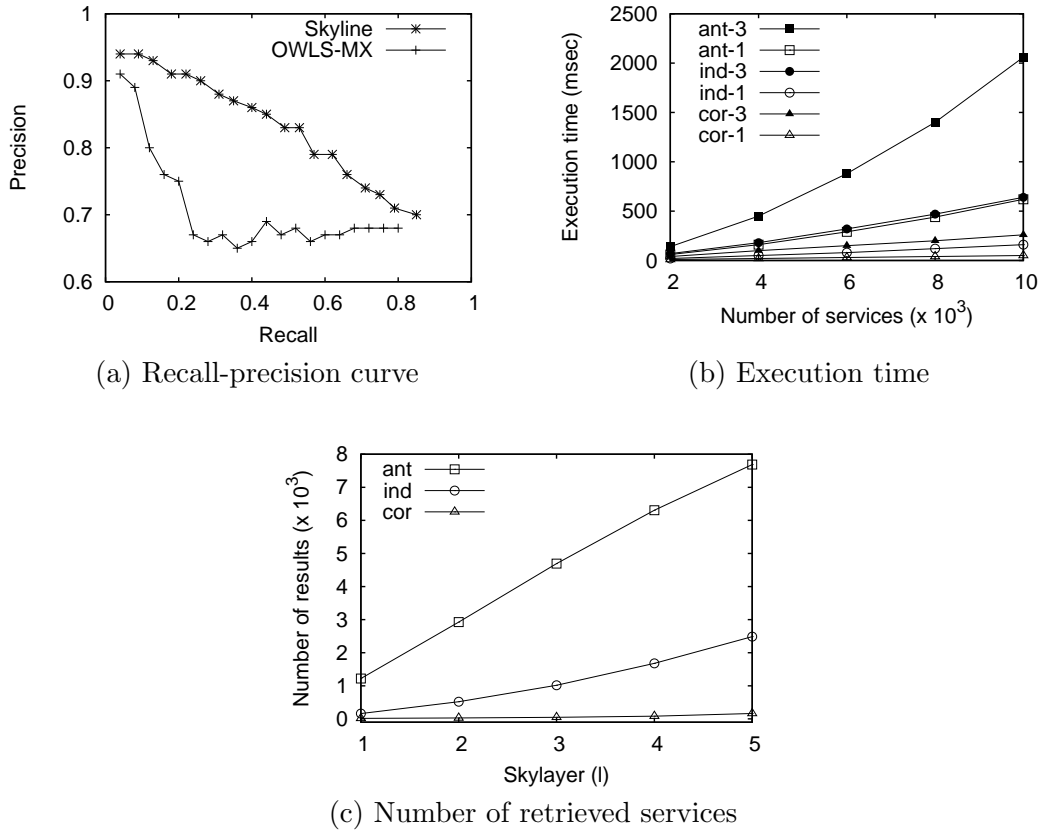 Skyline
OWLS-MX
1
0.9
0.8
0.7
0.6
Precision
0 0.2 0.4 0.6 0.8 1
Recall
(a) Recall-precision curve
ant-3
ant-1
ind-3
ind-1
cor-3
cor-1
2500
2000
1500
1000
500
0
Execution time (msec)
2 4 6 8 10
Number of services (x 10³)
(b) Execution time
ant
ind
cor
8
7
6
5
4
3
2
1
0
Number of results (x 10³)
1 2 3 4 5
Skylayer (l)
(c) Number of retrieved services